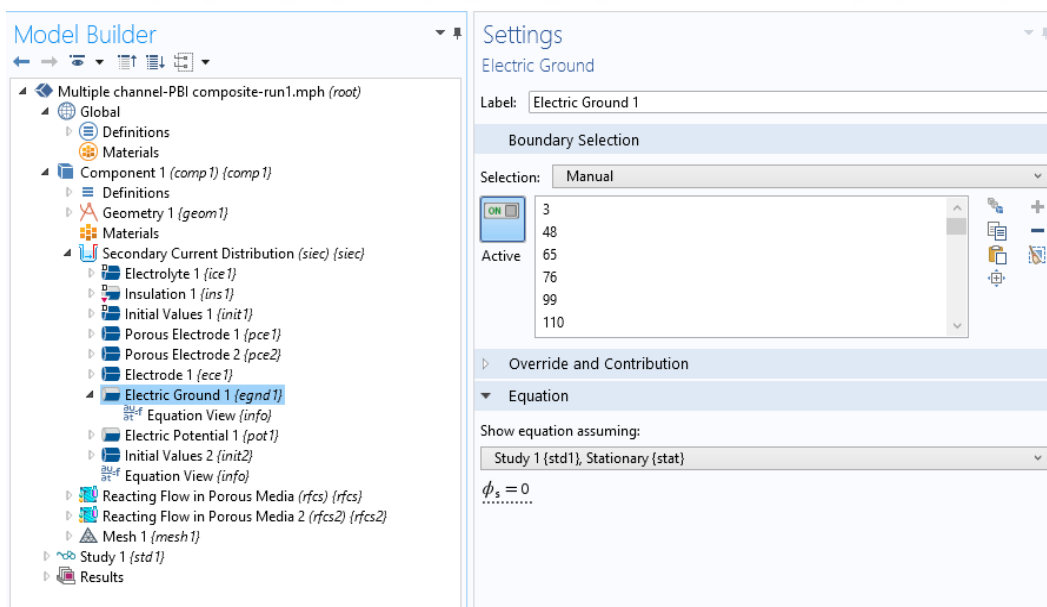 Model Builder
Multiple channel-PBI composite-run1.mph (root)
Global
Definitions
Materials
Component 1 (comp1) {comp1}
Definitions
Geometry 1 {geom1}
Materials
Secondary Current Distribution (siec) {siec}
Electrolyte 1 {ice1}
Insulation 1 {ins1}
Initial Values 1 {init1}
Porous Electrode 1 {pce1}
Porous Electrode 2 {pce2}
Electrode 1 {ece1}
Electric Ground 1 {egnd1}
Equation View {info}
Electric Potential 1 {pot1}
Initial Values 2 {init2}
Equation View {info}
Reacting Flow in Porous Media (rfcs) {rfcs}
Reacting Flow in Porous Media 2 (rfcs2) {rfcs2}
Mesh 1 {mesh1}
Study 1 {std1}
Results
Settings
Electric Ground
Label: Electric Ground 1
Boundary Selection
Selection: Manual
ON
Active
3
48
65
76
99
110
Override and Contribution
Equation
Show equation assuming:
Study 1 {std1}, Stationary {stat}
ϕs = 0